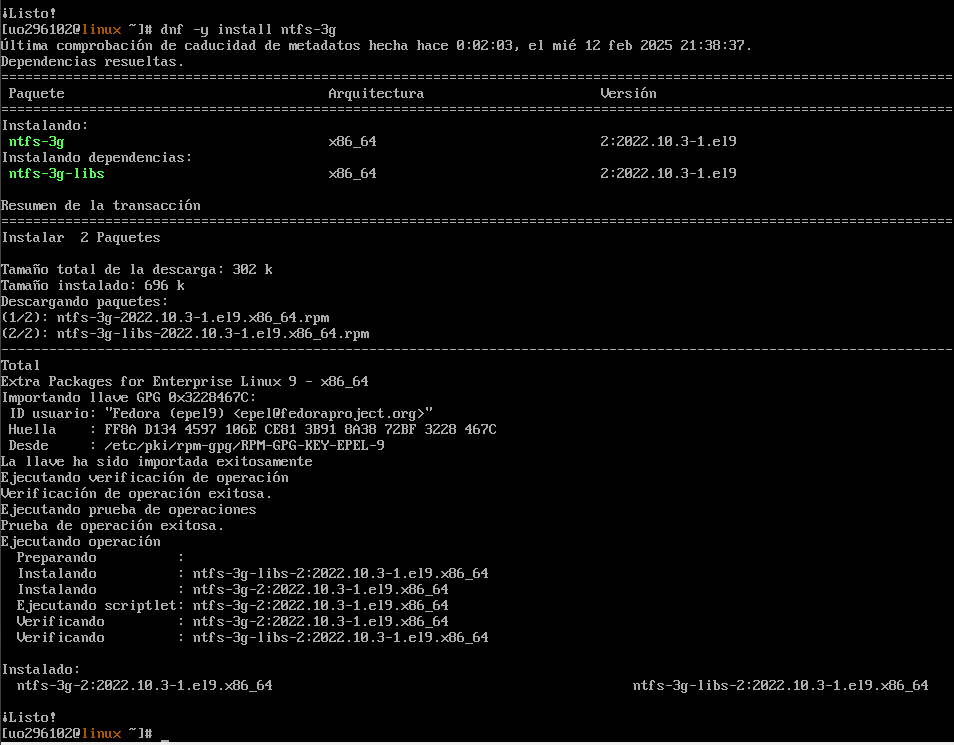 ¡Listo!
[uo296102@linux ~]# dnf -y install ntfs-3g
Última comprobación de caducidad de metadatos hecha hace 0:02:03, el mié 12 feb 2025 21:38:37.
Dependencias resueltas.
================================================================================
Paquete Arquitectura Versión
================================================================================
Instalando:
ntfs-3g x86_64 2:2022.10.3-1.el9
Instalando dependencias:
ntfs-3g-libs x86_64 2:2022.10.3-1.el9
Resumen de la transacción
================================================================================
Instalar  2 Paquetes
Tamaño total de la descarga: 302 k
Tamaño instalado: 696 k
Descargando paquetes:
(1/2): ntfs-3g-2022.10.3-1.el9.x86_64.rpm
(2/2): ntfs-3g-libs-2022.10.3-1.el9.x86_64.rpm
--------------------------------------------------------------------------------
Total
Extra Packages for Enterprise Linux 9 - x86_64
Importando llave GPG 0x3228467C:
ID usuario: "Fedora (epel9) <epel@fedoraproject.org>"
Huella    : FF8A D134 4597 106E CE81 3B91 8A38 72BF 3228 467C
Desde     : /etc/pki/rpm-gpg/RPM-GPG-KEY-EPEL-9
La llave ha sido importada exitosamente
Ejecutando verificación de operación
Verificación de operación exitosa.
Ejecutando prueba de operaciones
Prueba de operación exitosa.
Ejecutando operación
Preparando          :
Instalando          : ntfs-3g-libs-2:2022.10.3-1.el9.x86_64
Instalando          : ntfs-3g-2:2022.10.3-1.el9.x86_64
Ejecutando scriptlet: ntfs-3g-2:2022.10.3-1.el9.x86_64
Verificando         : ntfs-3g-2:2022.10.3-1.el9.x86_64
Verificando         : ntfs-3g-libs-2:2022.10.3-1.el9.x86_64
Instalado:
ntfs-3g-2:2022.10.3-1.el9.x86_64 ntfs-3g-libs-2:2022.10.3-1.el9.x86_64
¡Listo!
[uo296102@linux ~]# _